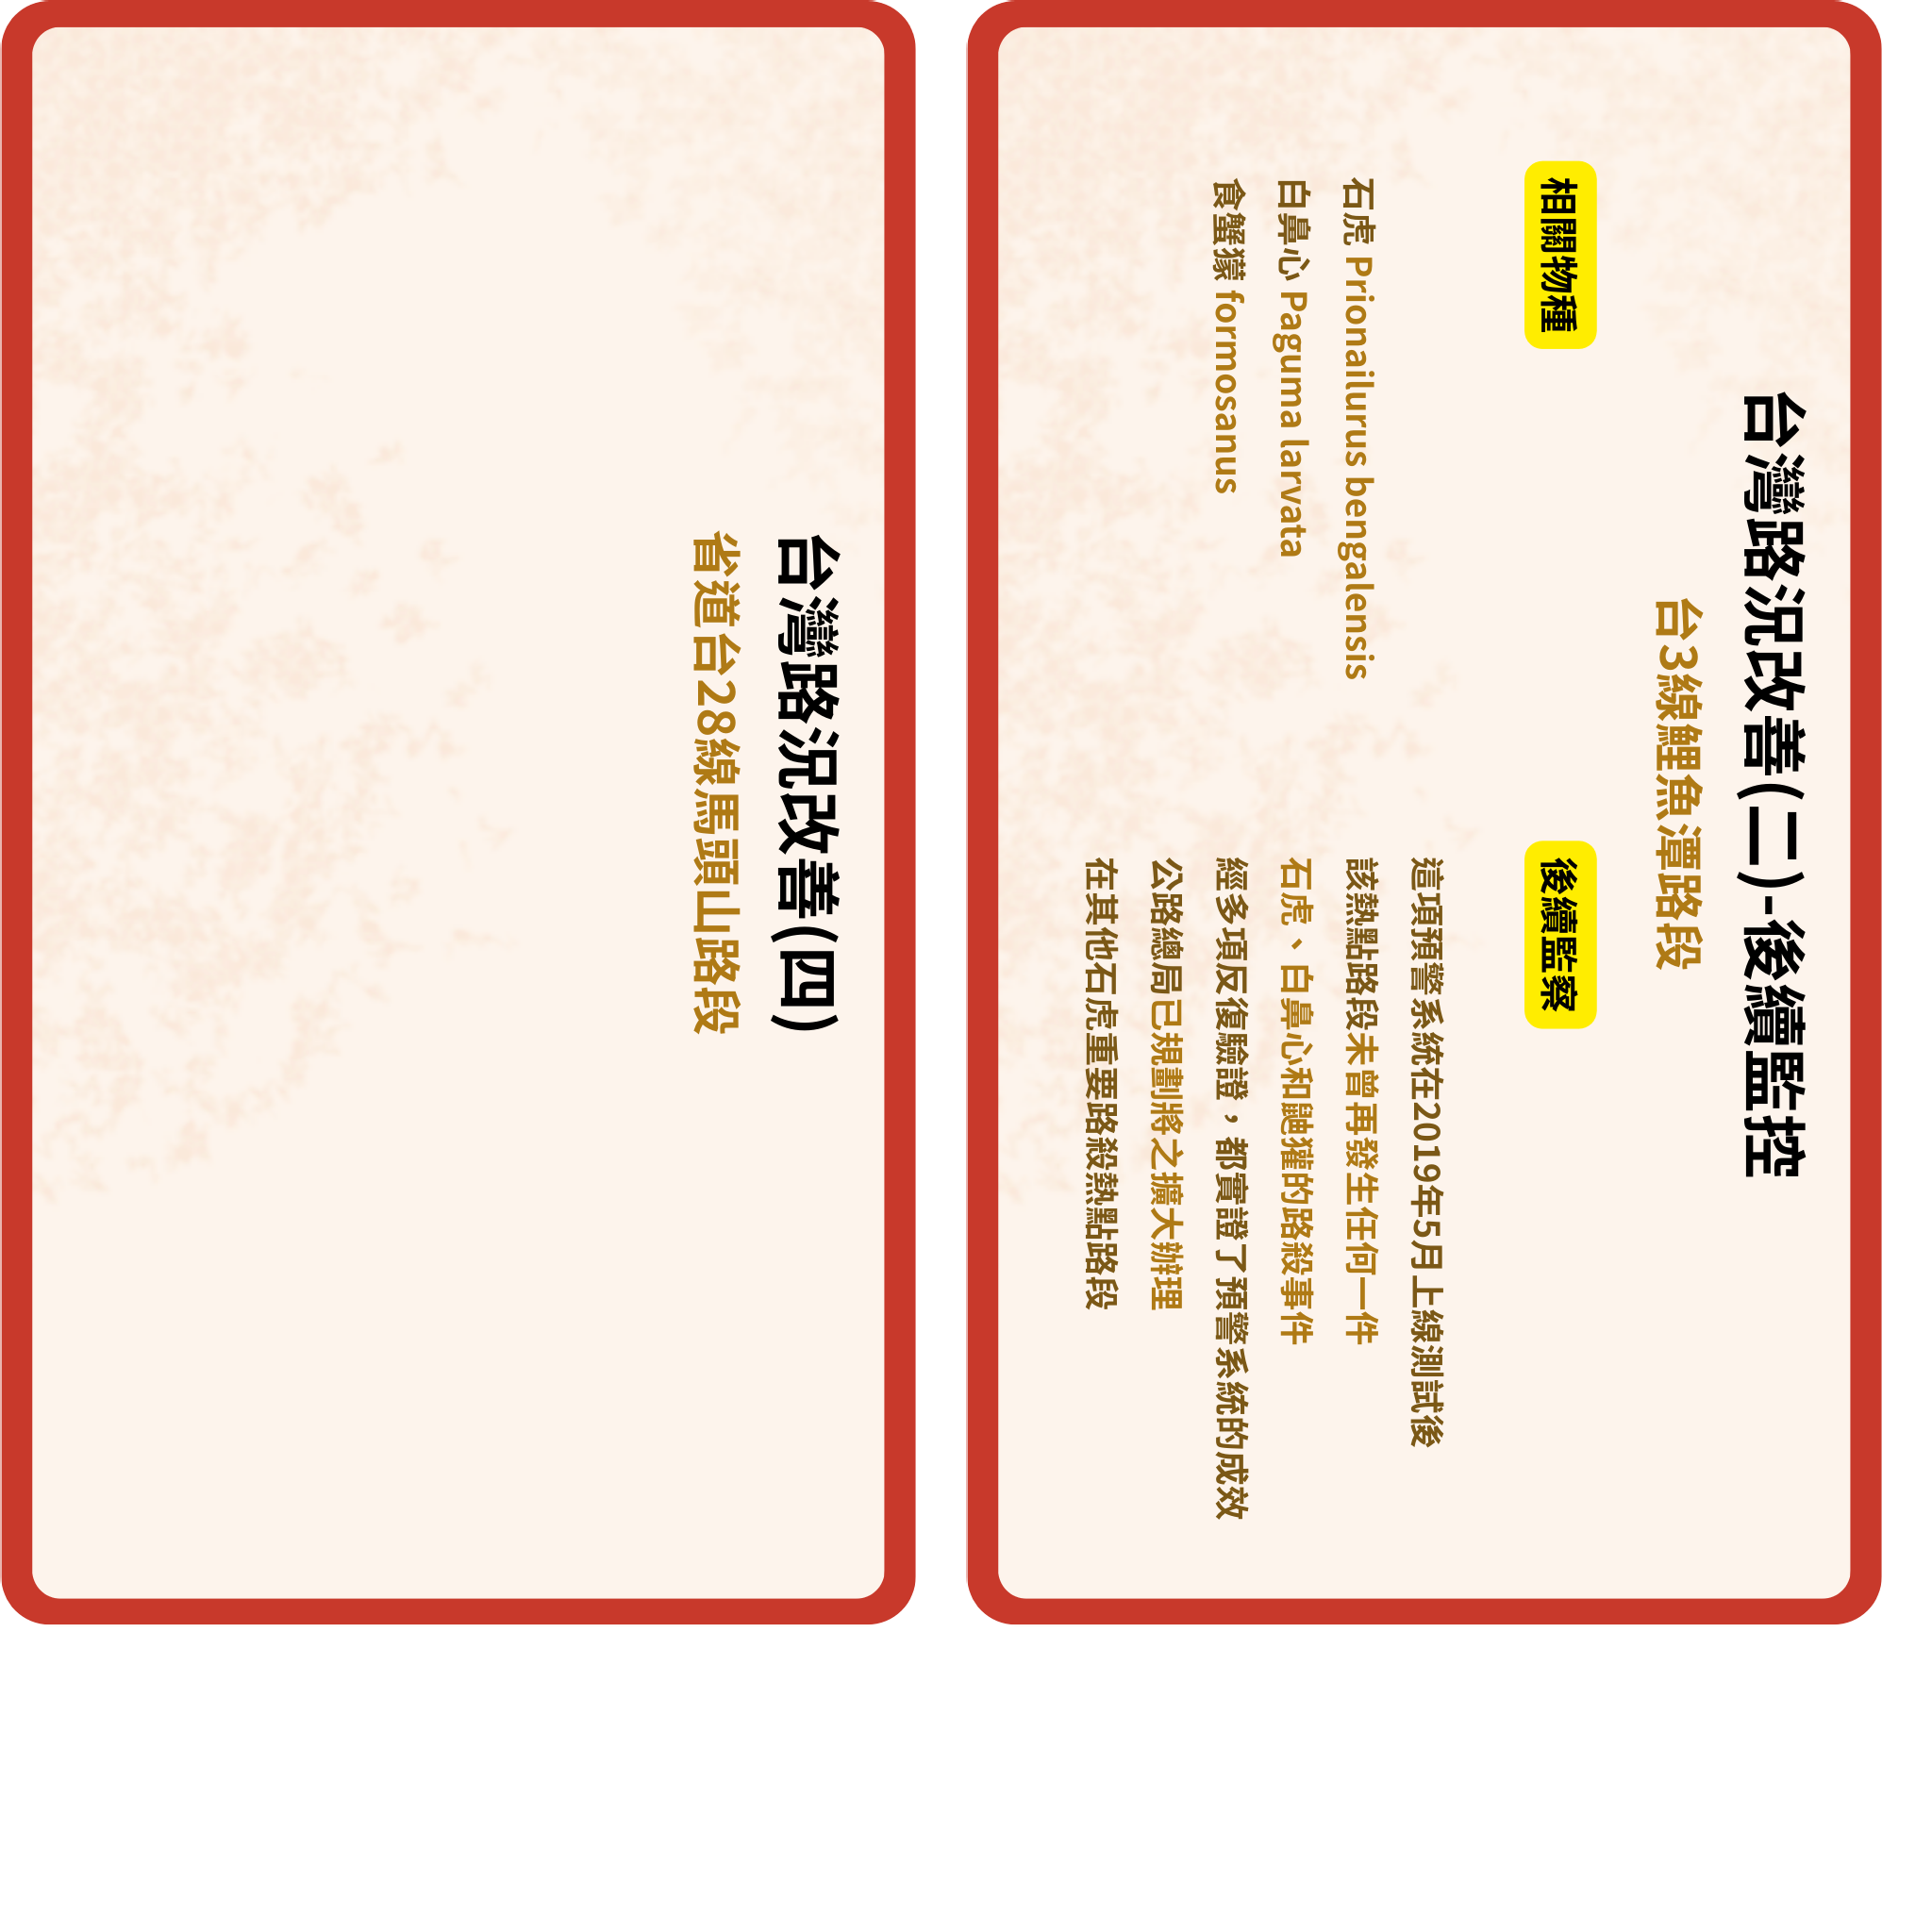 台灣路況改善(二)-後續監控
台3線鯉魚潭路段
相關物種
石虎 Prionailurus bengalensis
白鼻心 Paguma larvata
食蟹獴 formosanus
後續監察
這項預警系統在2019年5月上線測試後
該熱點路段未曾再發生任何一件
石虎、白鼻心和鼬獾的路殺事件
經多項反復驗證，都實證了預警系統的成效
公路總局已規劃將之擴大辦理
在其他石虎重要路殺熱點路段
台灣路況改善(四)
省道台28線馬頭山路段